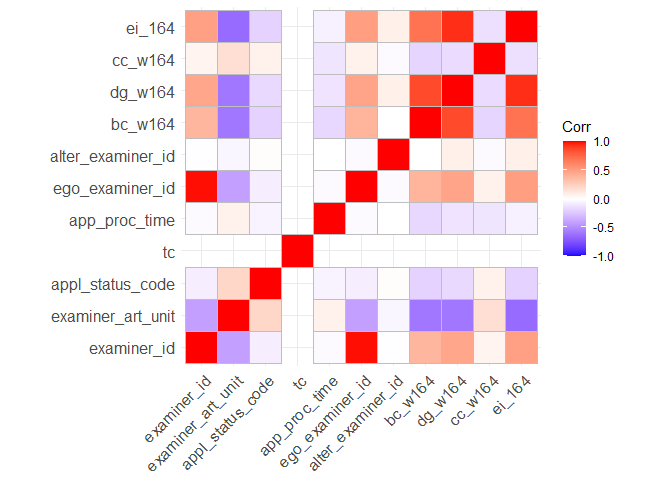 ei_164
cc_w164
dg_w164
bc_w164
alter_examiner_id
ego_examiner_id
app_proc_time
tc
appl_status_code
examiner_art_unit
examiner_id
examiner_id
examiner_art_unit
appl_status_code
tc
app_proc_time
ego_examiner_id
alter_examiner_id
bc_w164
dg_w164
cc_w164
ei_164
Corr
1.0
0.5
0.0
-0.5
-1.0